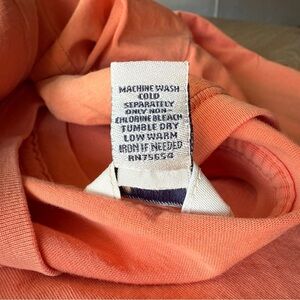 MACHINE WASH
COLD
SEPARATELY
ONLY NON-
CHLORINE BLEACH
TUMBLE DRY
LOW WARM
IRON IF NEEDED
RN75654